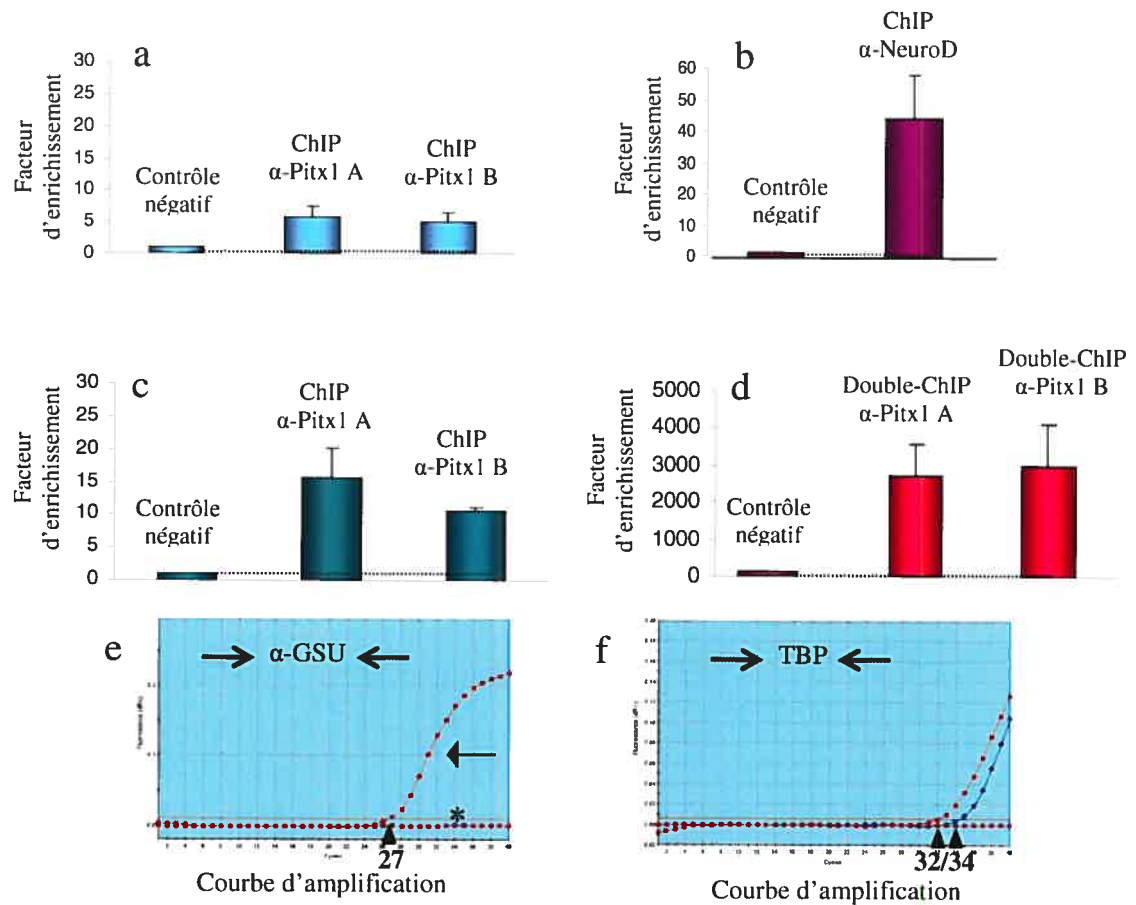 a
Facteur
d'enrichissement
30
25
20
15
10
5
0
Contrôle
négatif
ChIP
α-Pitx1 A
ChIP
α-Pitx1 B
b
ChIP
α-NeuroD
Facteur
d'enrichissement
60
50
40
30
20
10
0
Contrôle
négatif
c
Facteur
d'enrichissement
30
25
20
15
10
5
0
Contrôle
négatif
ChIP
α-Pitx1 A
ChIP
α-Pitx1 B
d
Facteur
d'enrichissement
5000
4000
3000
2000
1000
0
Contrôle
négatif
Double-ChIP
α-Pitx1 A
Double-ChIP
α-Pitx1 B
e
α-GSU
*
27
Courbe d'amplification
f
TBP
32/34
Courbe d'amplification